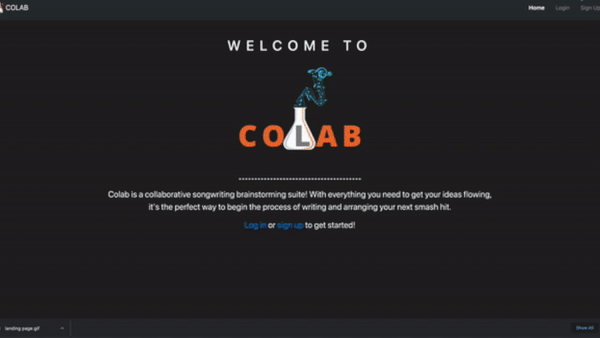 COLAB
Home Login Sign Up
WELCOME TO
COLAB
Colab is a collaborative songwriting brainstorming suite! With everything you need to get your ideas flowing,
it's the perfect way to begin the process of writing and arranging your next smash hit.
Log in or sign up to get started!
landing page.gif
Show All